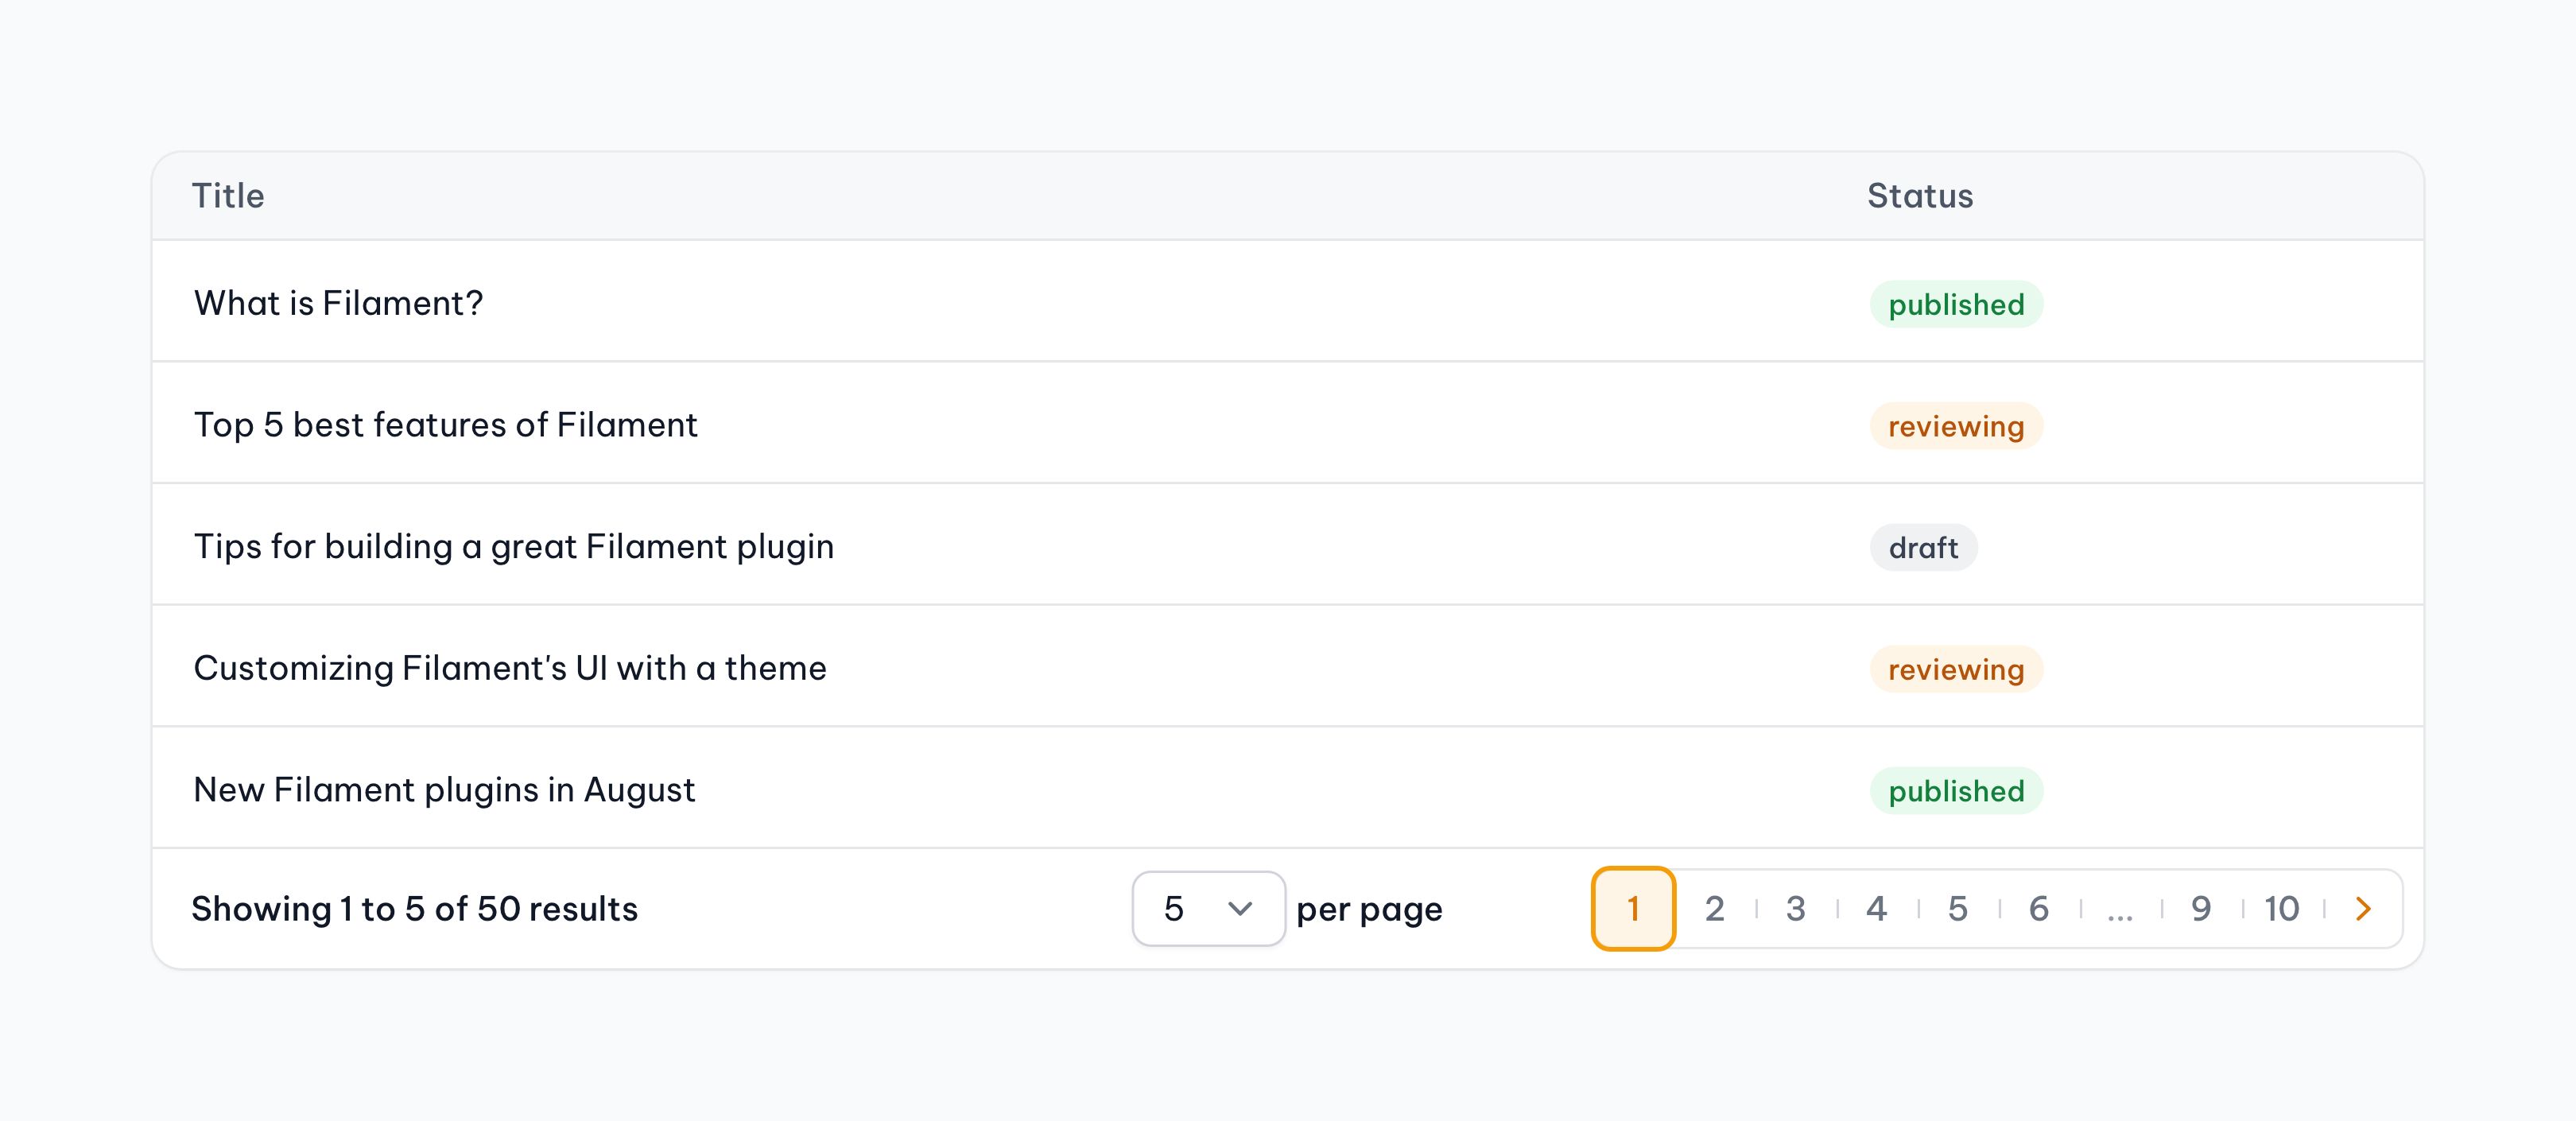 Title Status
What is Filament? published
Top 5 best features of Filament reviewing
Tips for building a great Filament plugin draft
Customizing Filament's UI with a theme reviewing
New Filament plugins in August published
Showing 1 to 5 of 50 results 5 per page 1 2 3 4 5 6 ... 9 10